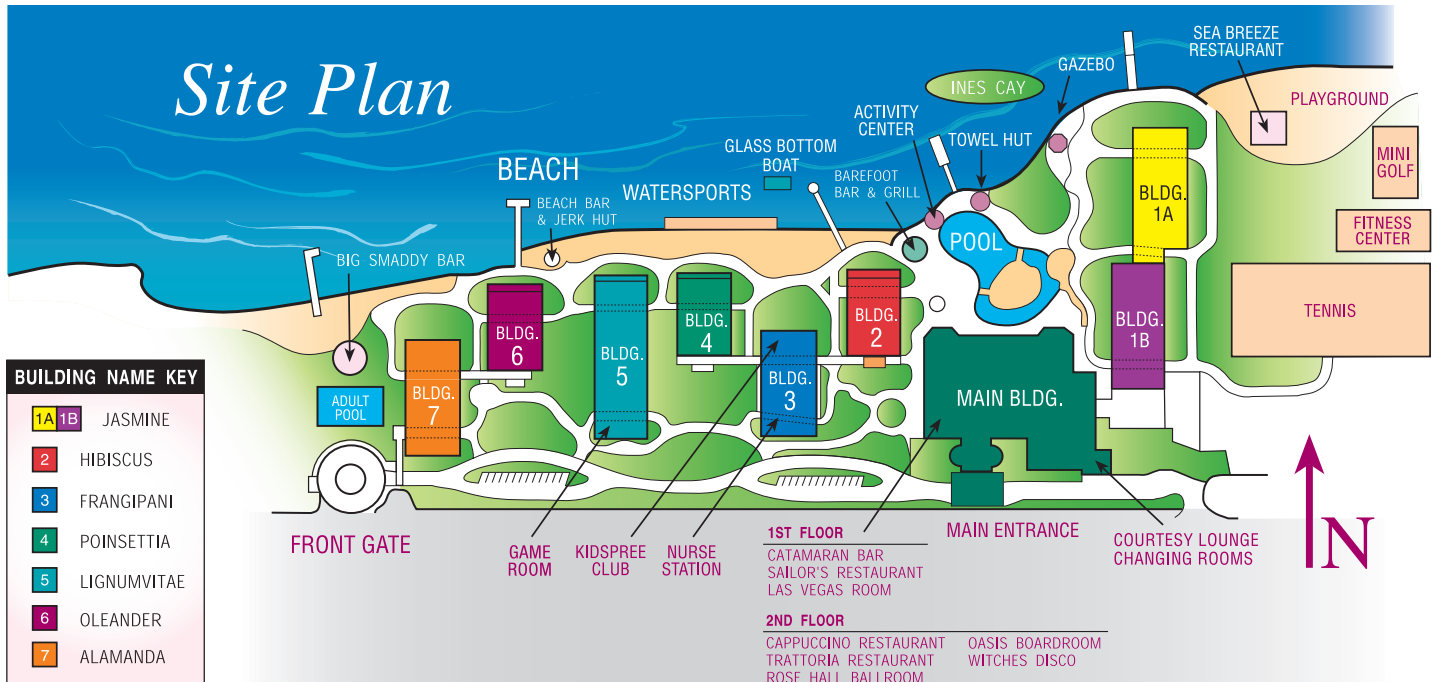 Site Plan
SEA BREEZE
RESTAURANT
GAZEBO
INES CAY
PLAYGROUND
ACTIVITY
CENTER
TOWEL HUT
GLASS BOTTOM
BOAT
MINI
GOLF
BEACH
WATERSPORTS
BAREFOOT
BAR & GRILL
BEACH BAR
& JERK HUT
BLDG.
1A
FITNESS
CENTER
POOL
BIG SMADDY BAR
TENNIS
BLDG.
6
BLDG.
5
BLDG.
4
BLDG.
2
BLDG.
1B
BLDG.
7
BLDG.
3
MAIN BLDG.
ADULT
POOL
BUILDING NAME KEY
1A 1B JASMINE
2 HIBISCUS
3 FRANGIPANI
4 POINSETTIA
5 LIGNUMVITAE
6 OLEANDER
7 ALAMANDA
FRONT GATE
GAME
ROOM
KIDSPREE
CLUB
NURSE
STATION
MAIN ENTRANCE
COURTESY LOUNGE
CHANGING ROOMS
N
1ST FLOOR
CATAMARAN BAR
SAILOR'S RESTAURANT
LAS VEGAS ROOM
2ND FLOOR
CAPPUCCINO RESTAURANT
TRATTORIA RESTAURANT
ROSE HALL BALLROOM
OASIS BOARDROOM
WITCHES DISCO